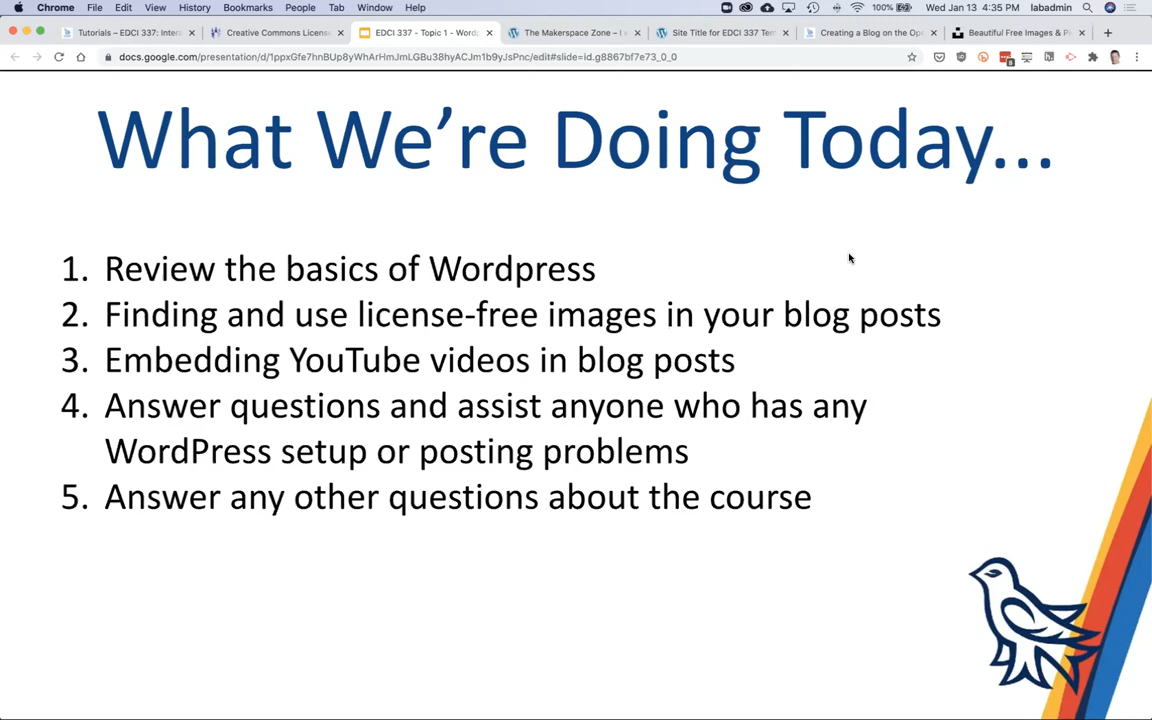 Chrome File Edit View History Bookmarks People Tab Window Help 100% Wed Jan 13 4:35 PM labadmin
Tutorials – EDCI 337: Intera Creative Commons License EDCI 337 - Topic 1 - Word The Makerspace Zone – I Site Title for EDCI 337 Tem Creating a Blog on the Op Beautiful Free Images & P
docs.google.com/presentation/d/1ppxGfe7hnBUp8yWhArHmJmLGBu38hyACJm1b9yJsPnc/edit#slide=id.g8867bf7e73_0_0
What We’re Doing Today...
1. Review the basics of Wordpress
2. Finding and use license-free images in your blog posts
3. Embedding YouTube videos in blog posts
4. Answer questions and assist anyone who has any
WordPress setup or posting problems
5. Answer any other questions about the course